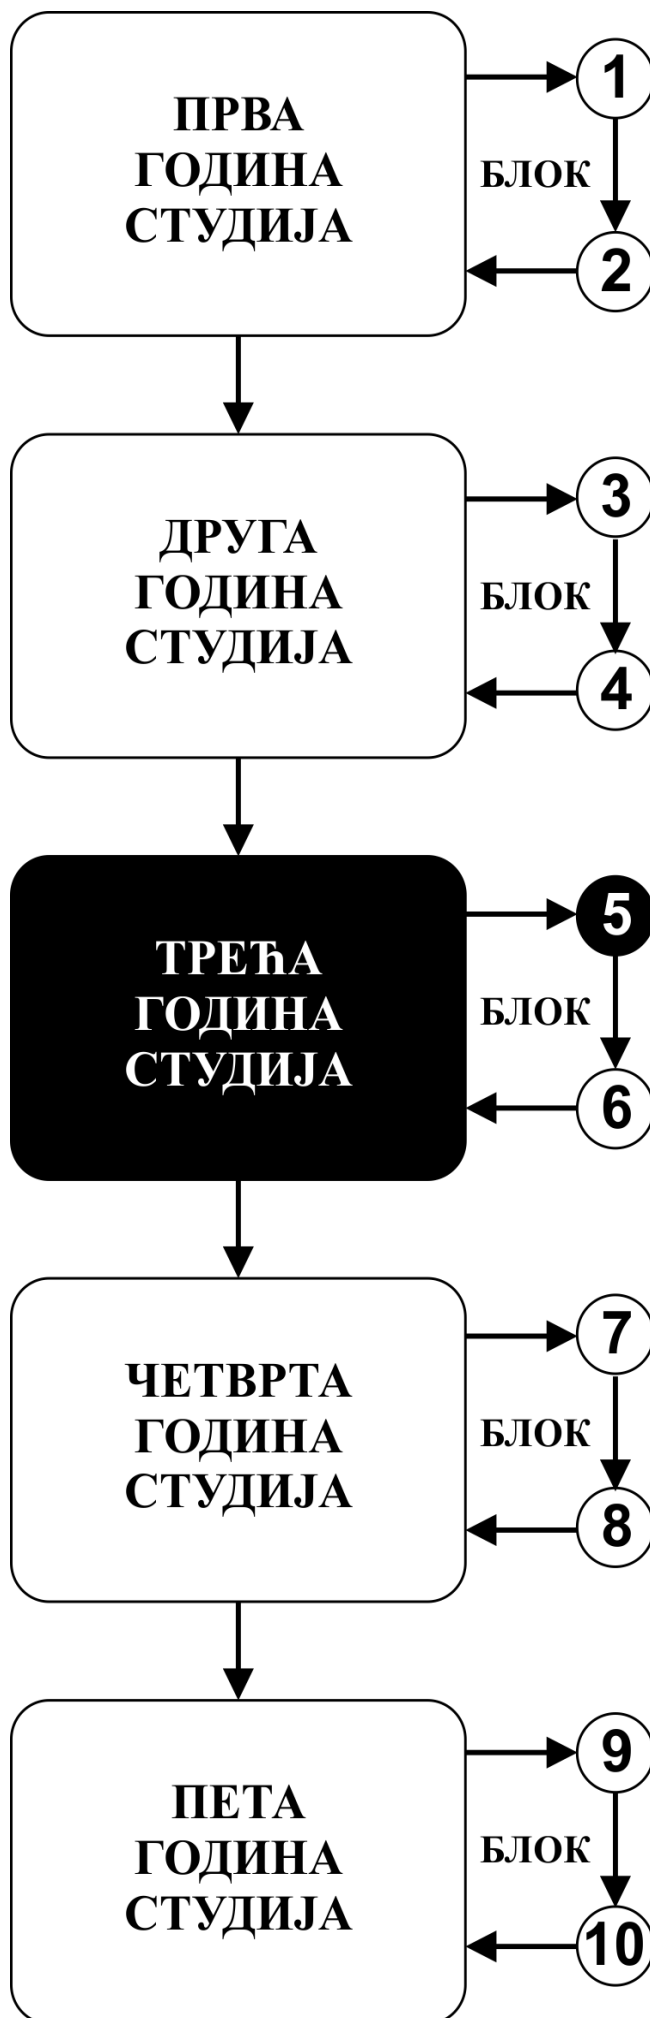 ПРВА
ГОДИНА
СТУДИЈА
1
БЛОК
2
ДРУГА
ГОДИНА
СТУДИЈА
3
БЛОК
4
ТРЕЋА
ГОДИНА
СТУДИЈА
5
БЛОК
6
ЧЕТВРТА
ГОДИНА
СТУДИЈА
7
БЛОК
8
ПЕТА
ГОДИНА
СТУДИЈА
9
БЛОК
10